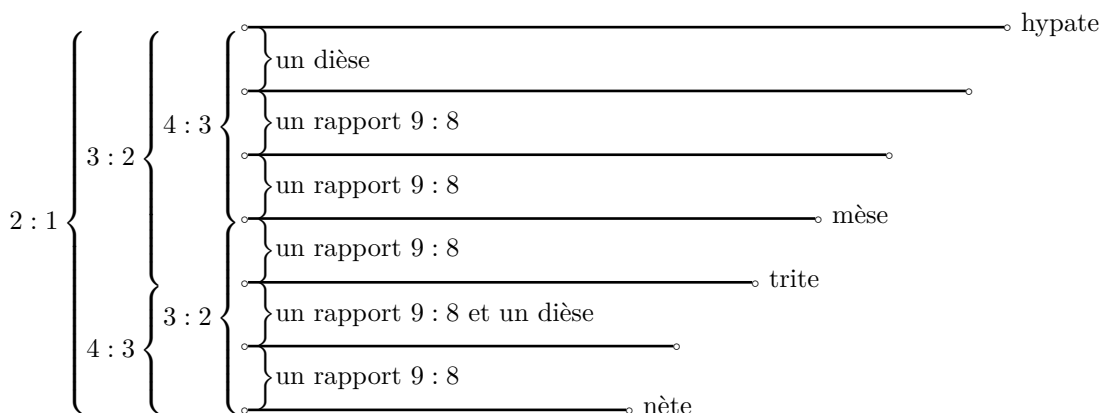 hypate
un dièse
4 : 3
un rapport 9 : 8
3 : 2
un rapport 9 : 8
2 : 1
mèse
un rapport 9 : 8
trite
3 : 2
un rapport 9 : 8 et un dièse
4 : 3
un rapport 9 : 8
nète